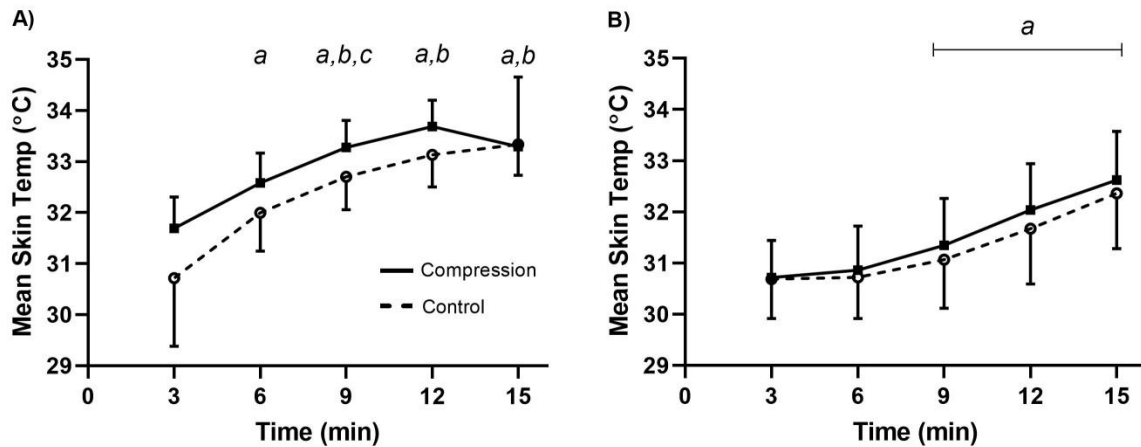 A)
a a,b,c a,b a,b
35
34
33
32
31
30
29
Mean Skin Temp (°C)
Compression
Control
0 3 6 9 12 15
Time (min)
B)
a
35
34
33
32
31
30
29
Mean Skin Temp (°C)
0 3 6 9 12 15
Time (min)